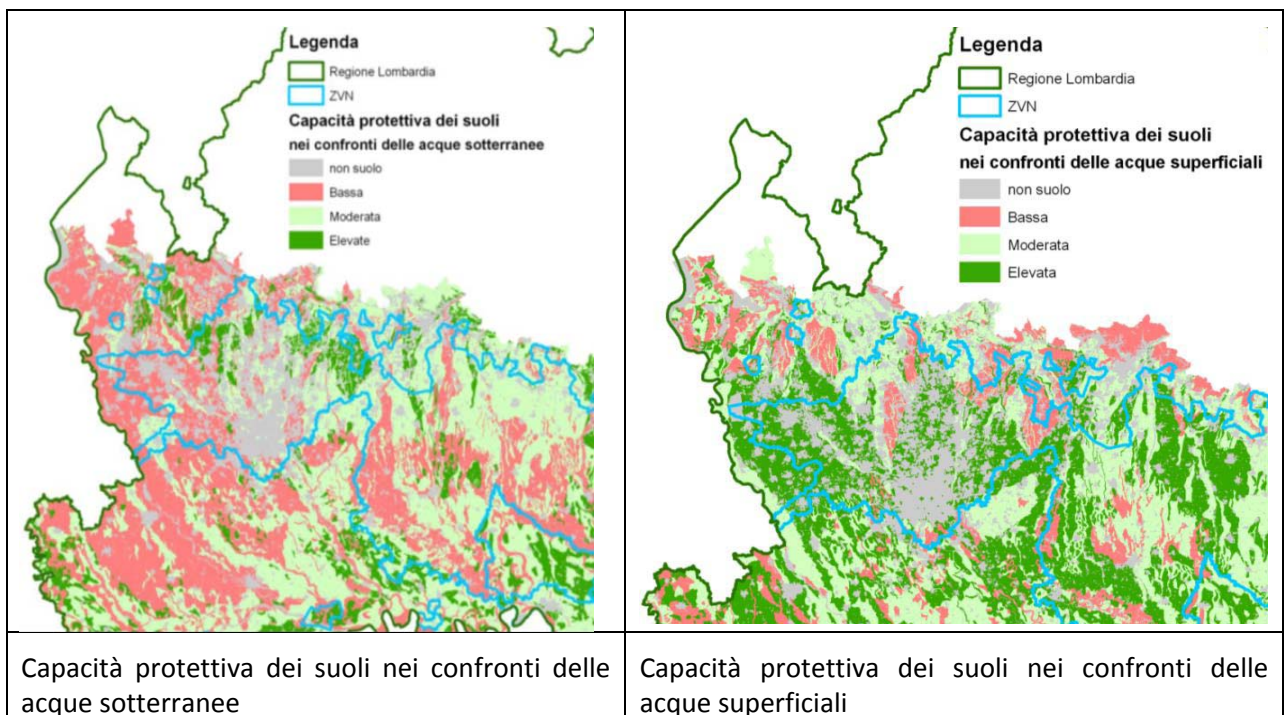 Legenda
Regione Lombardia
ZVN
Capacità protettiva dei suoli
nei confronti delle acque sotterranee
non suolo
Bassa
Moderata
Elevate
Legenda
Regione Lombardia
ZVN
Capacità protettiva dei suoli
nei confronti delle acque superficiali
non suolo
Bassa
Moderata
Elevata
Capacità protettiva dei suoli nei confronti delle
acque sotterranee
Capacità protettiva dei suoli nei confronti delle
acque superficiali